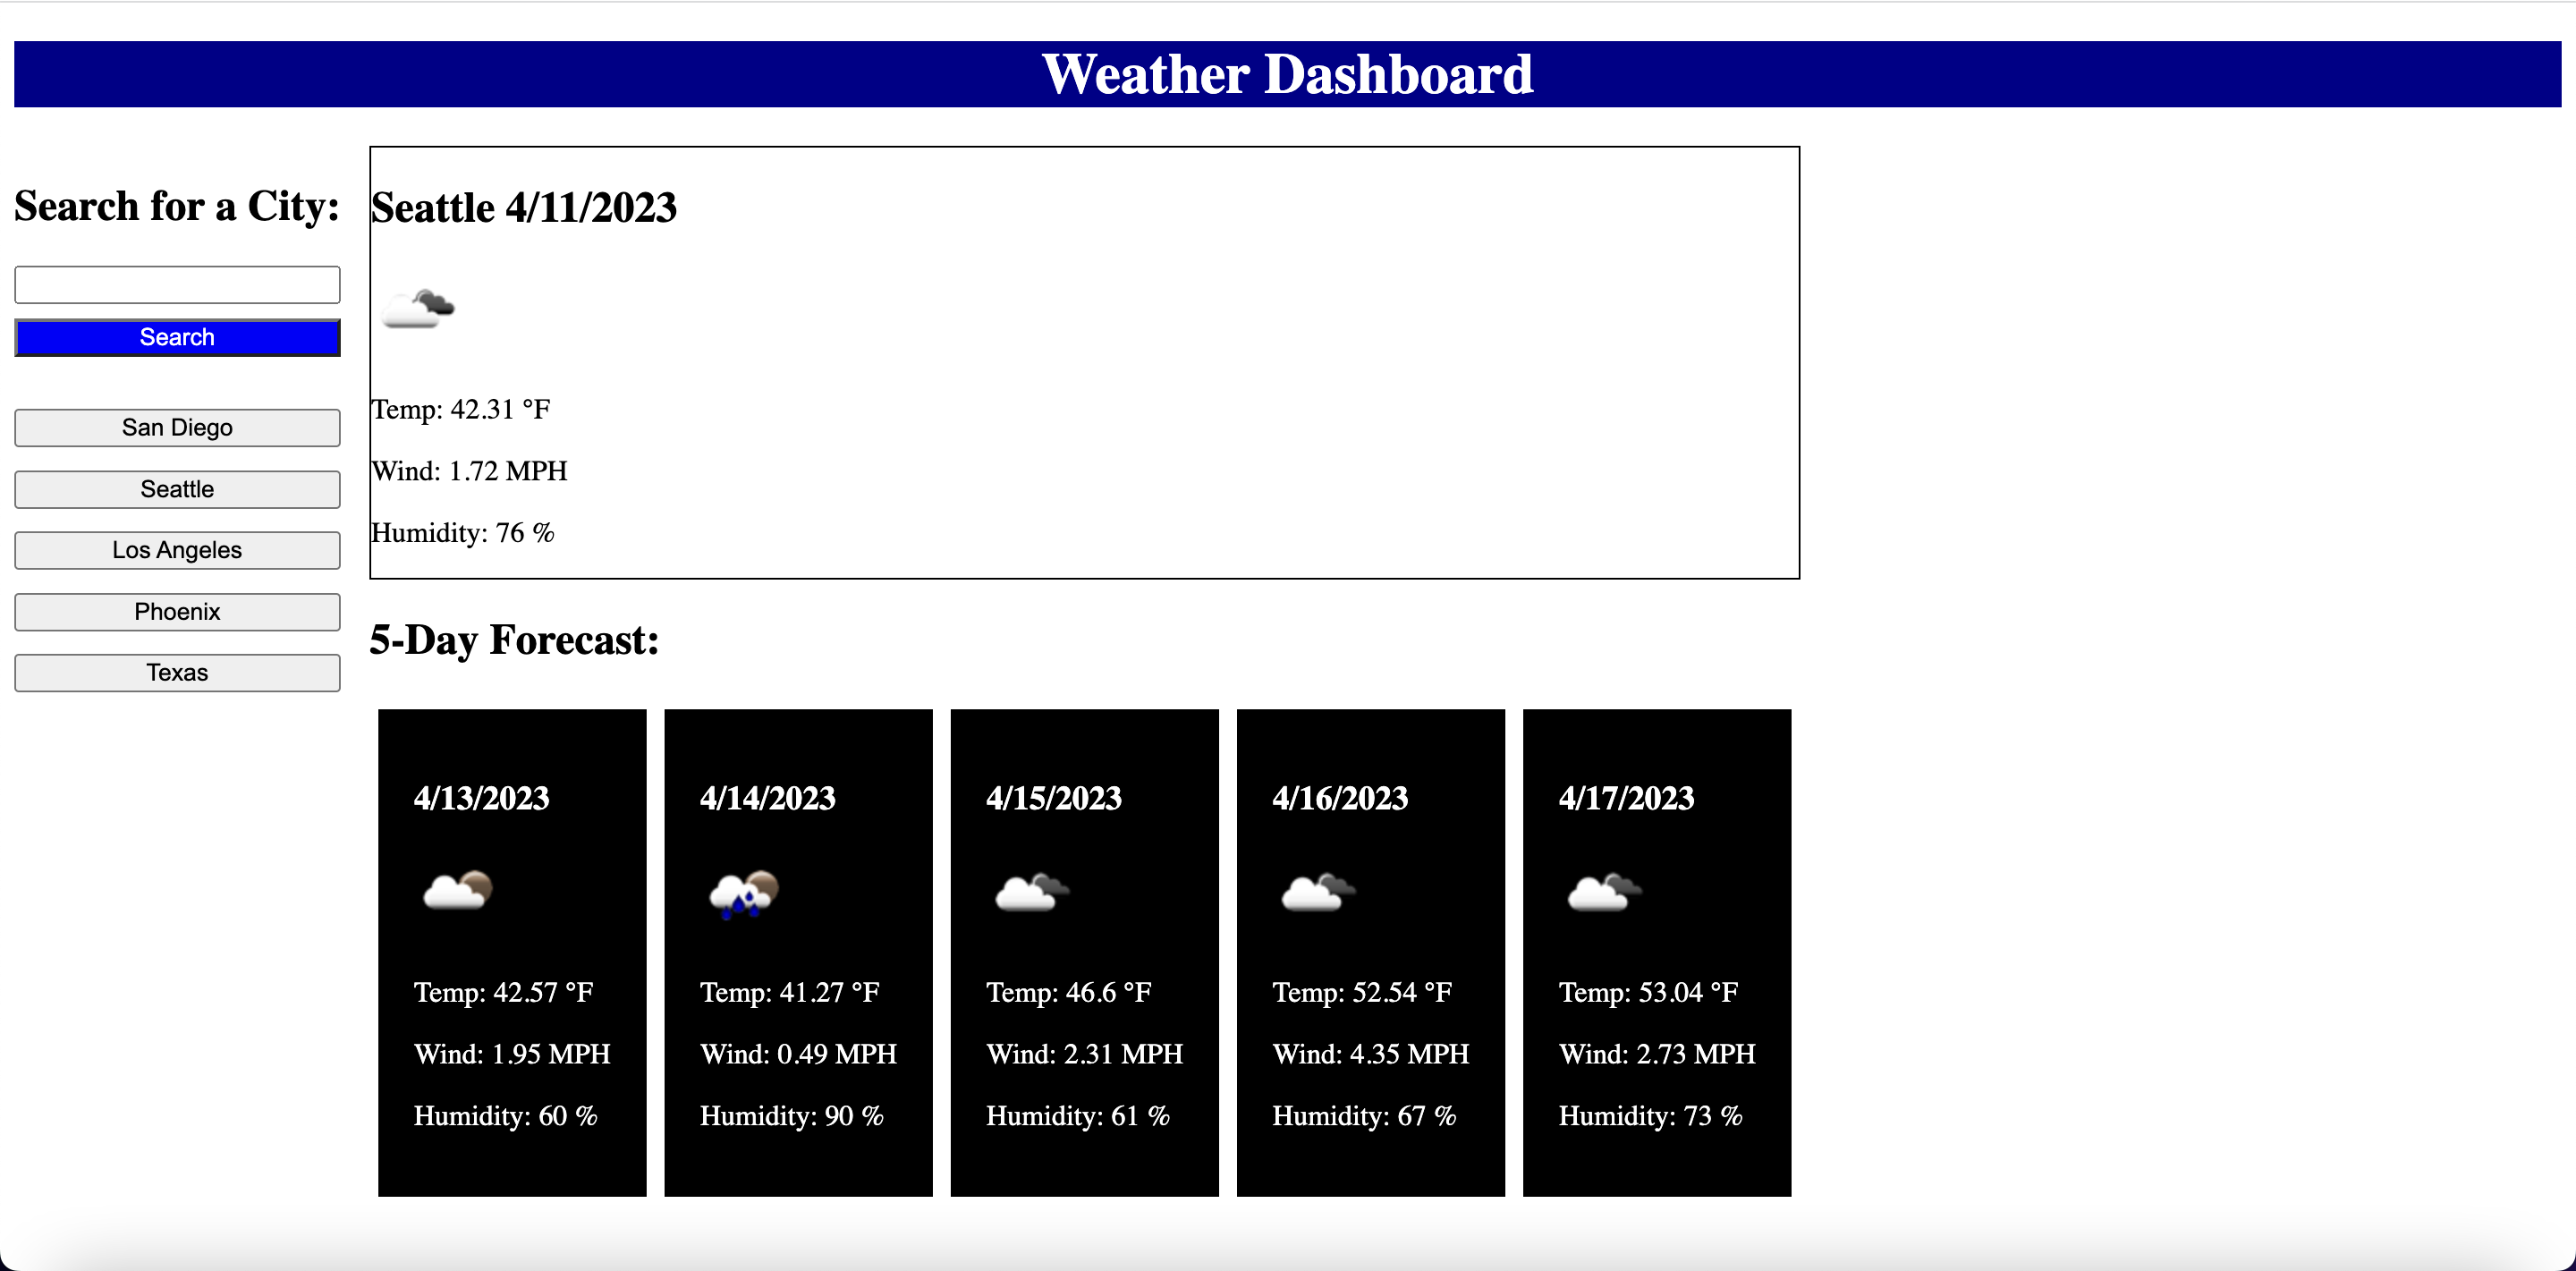 Weather Dashboard
Search for a City:
Search
San Diego
Seattle
Los Angeles
Phoenix
Texas
Seattle 4/11/2023
Temp: 42.31 °F
Wind: 1.72 MPH
Humidity: 76 %
5-Day Forecast:
4/13/2023
Temp: 42.57 °F
Wind: 1.95 MPH
Humidity: 60 %
4/14/2023
Temp: 41.27 °F
Wind: 0.49 MPH
Humidity: 90 %
4/15/2023
Temp: 46.6 °F
Wind: 2.31 MPH
Humidity: 61 %
4/16/2023
Temp: 52.54 °F
Wind: 4.35 MPH
Humidity: 67 %
4/17/2023
Temp: 53.04 °F
Wind: 2.73 MPH
Humidity: 73 %